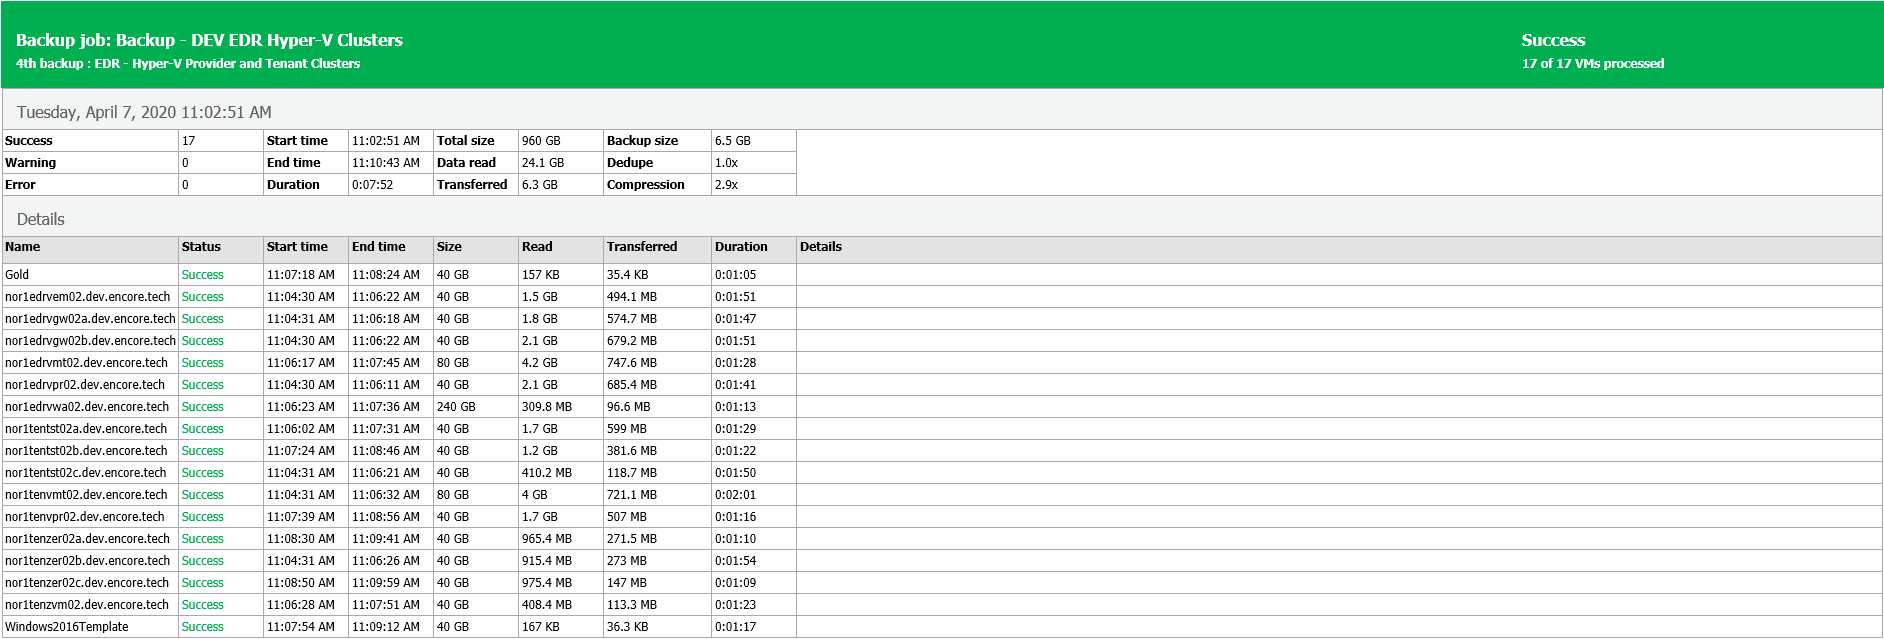 Backup job: Backup - DEV EDR Hyper-V Clusters Success
4th backup : EDR - Hyper-V Provider and Tenant Clusters 17 of 17 VMs processed
Tuesday, April 7, 2020 11:02:51 AM
Success 17 Start time 11:02:51 AM Total size 960 GB Backup size 6.5 GB
Warning 0 End time 11:10:43 AM Data read 24.1 GB Dedupe 1.0x
Error 0 Duration 0:07:52 Transferred 6.3 GB Compression 2.9x
Details
Name Status Start time End time Size Read Transferred Duration Details
Gold Success 11:07:18 AM 11:08:24 AM 40 GB 157 KB 35.4 KB 0:01:05
nor1edrvem02.dev.encore.tech Success 11:04:30 AM 11:06:22 AM 40 GB 1.5 GB 494.1 MB 0:01:51
nor1edrvgw02a.dev.encore.tech Success 11:04:31 AM 11:06:18 AM 40 GB 1.8 GB 574.7 MB 0:01:47
nor1edrvgw02b.dev.encore.tech Success 11:04:30 AM 11:06:22 AM 40 GB 2.1 GB 679.2 MB 0:01:51
nor1edrvmt02.dev.encore.tech Success 11:06:17 AM 11:07:45 AM 80 GB 4.2 GB 747.6 MB 0:01:28
nor1edrvpr02.dev.encore.tech Success 11:04:30 AM 11:06:11 AM 40 GB 2.1 GB 685.4 MB 0:01:41
nor1edrvwa02.dev.encore.tech Success 11:06:23 AM 11:07:36 AM 240 GB 309.8 MB 96.6 MB 0:01:13
nor1tentst02a.dev.encore.tech Success 11:06:02 AM 11:07:31 AM 40 GB 1.7 GB 599 MB 0:01:29
nor1tentst02b.dev.encore.tech Success 11:07:24 AM 11:08:46 AM 40 GB 1.2 GB 381.6 MB 0:01:22
nor1tentst02c.dev.encore.tech Success 11:04:31 AM 11:06:21 AM 40 GB 410.2 MB 118.7 MB 0:01:50
nor1tenvmt02.dev.encore.tech Success 11:04:31 AM 11:06:32 AM 80 GB 4 GB 721.1 MB 0:02:01
nor1tenvpr02.dev.encore.tech Success 11:07:39 AM 11:08:56 AM 40 GB 1.7 GB 507 MB 0:01:16
nor1tenzer02a.dev.encore.tech Success 11:08:30 AM 11:09:41 AM 40 GB 965.4 MB 271.5 MB 0:01:10
nor1tenzer02b.dev.encore.tech Success 11:04:31 AM 11:06:26 AM 40 GB 915.4 MB 273 MB 0:01:54
nor1tenzer02c.dev.encore.tech Success 11:08:50 AM 11:09:59 AM 40 GB 975.4 MB 147 MB 0:01:09
nor1tenzvm02.dev.encore.tech Success 11:06:28 AM 11:07:51 AM 40 GB 408.4 MB 113.3 MB 0:01:23
Windows2016Template Success 11:07:54 AM 11:09:12 AM 40 GB 167 KB 36.3 KB 0:01:17